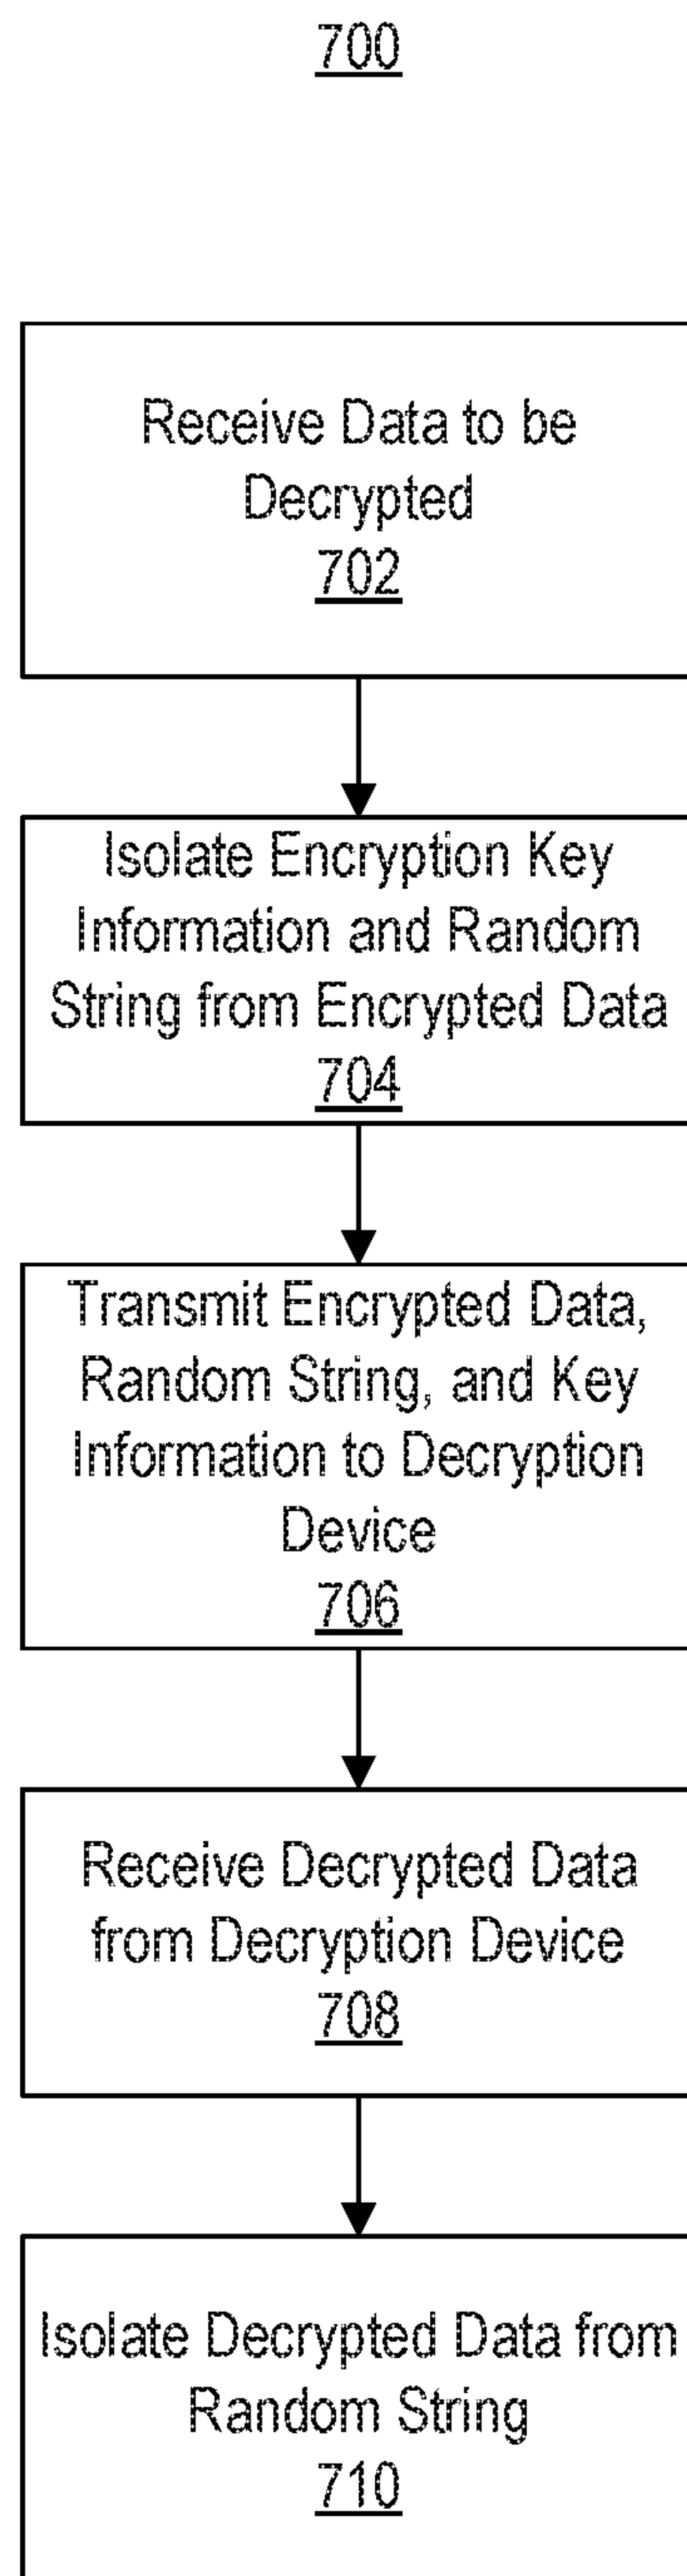 700
Receive Data to be
Decrypted
702
Isolate Encryption Key
Information and Random
String from Encrypted Data
704
Transmit Encrypted Data,
Random String, and Key
Information to Decryption
Device
706
Receive Decrypted Data
from Decryption Device
708
Isolate Decrypted Data from
Random String
710